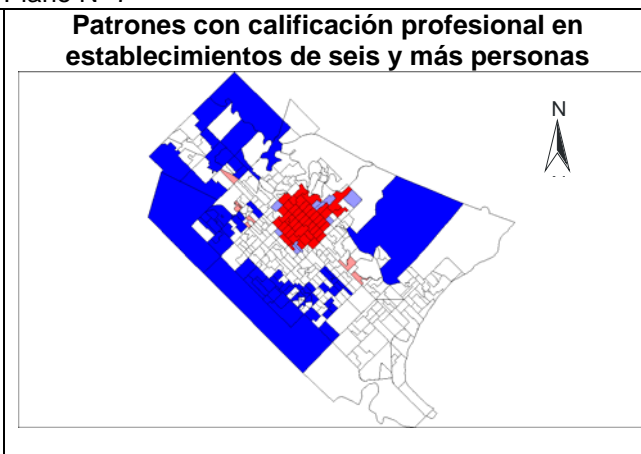 Patrones con calificación profesional en
establecimientos de seis y más personas
N